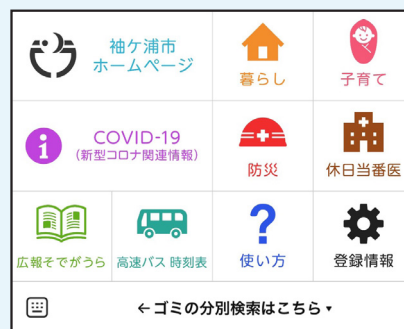 袖ケ浦市
ホームページ
暮らし
子育て
COVID-19
（新型コロナ関連情報）
防災
休日当番医
広報そでがうら
高速バス 時刻表
使い方
登録情報
←ゴミの分別検索はこちら▾